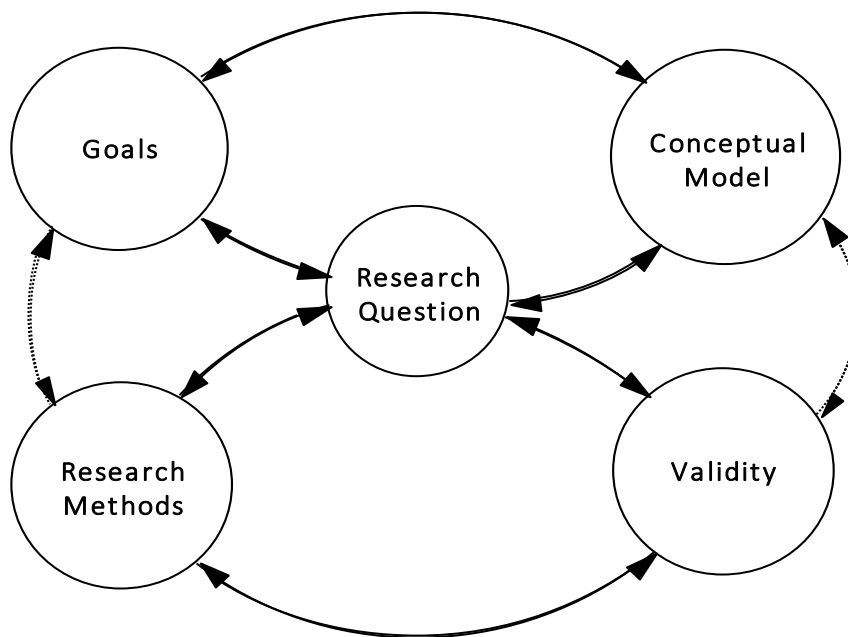 Goals
Conceptual
Model
Research
Question
Research
Methods
Validity